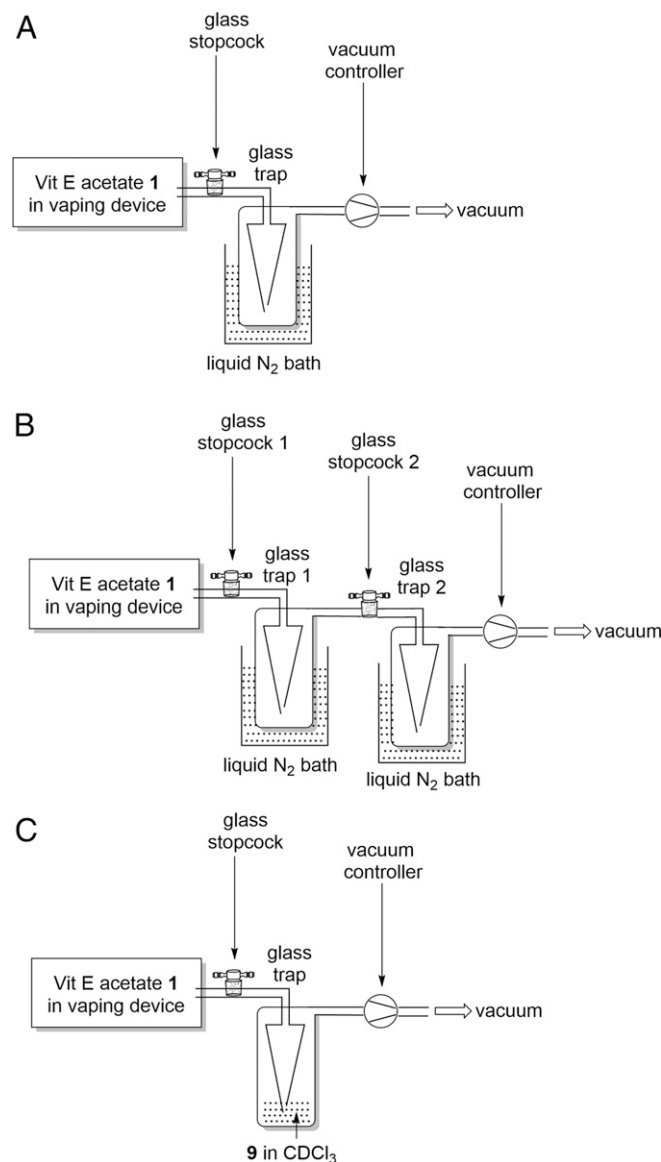 A
glass
stopcock
vacuum
controller
glass
trap
Vit E acetate 1
in vaping device
vacuum
liquid N₂ bath
B
glass
stopcock 1
glass
stopcock 2
vacuum
controller
glass
trap 1
glass
trap 2
Vit E acetate 1
in vaping device
vacuum
liquid N₂ bath
liquid N₂ bath
C
glass
stopcock
vacuum
controller
glass
trap
Vit E acetate 1
in vaping device
vacuum
9 in CDCl₃